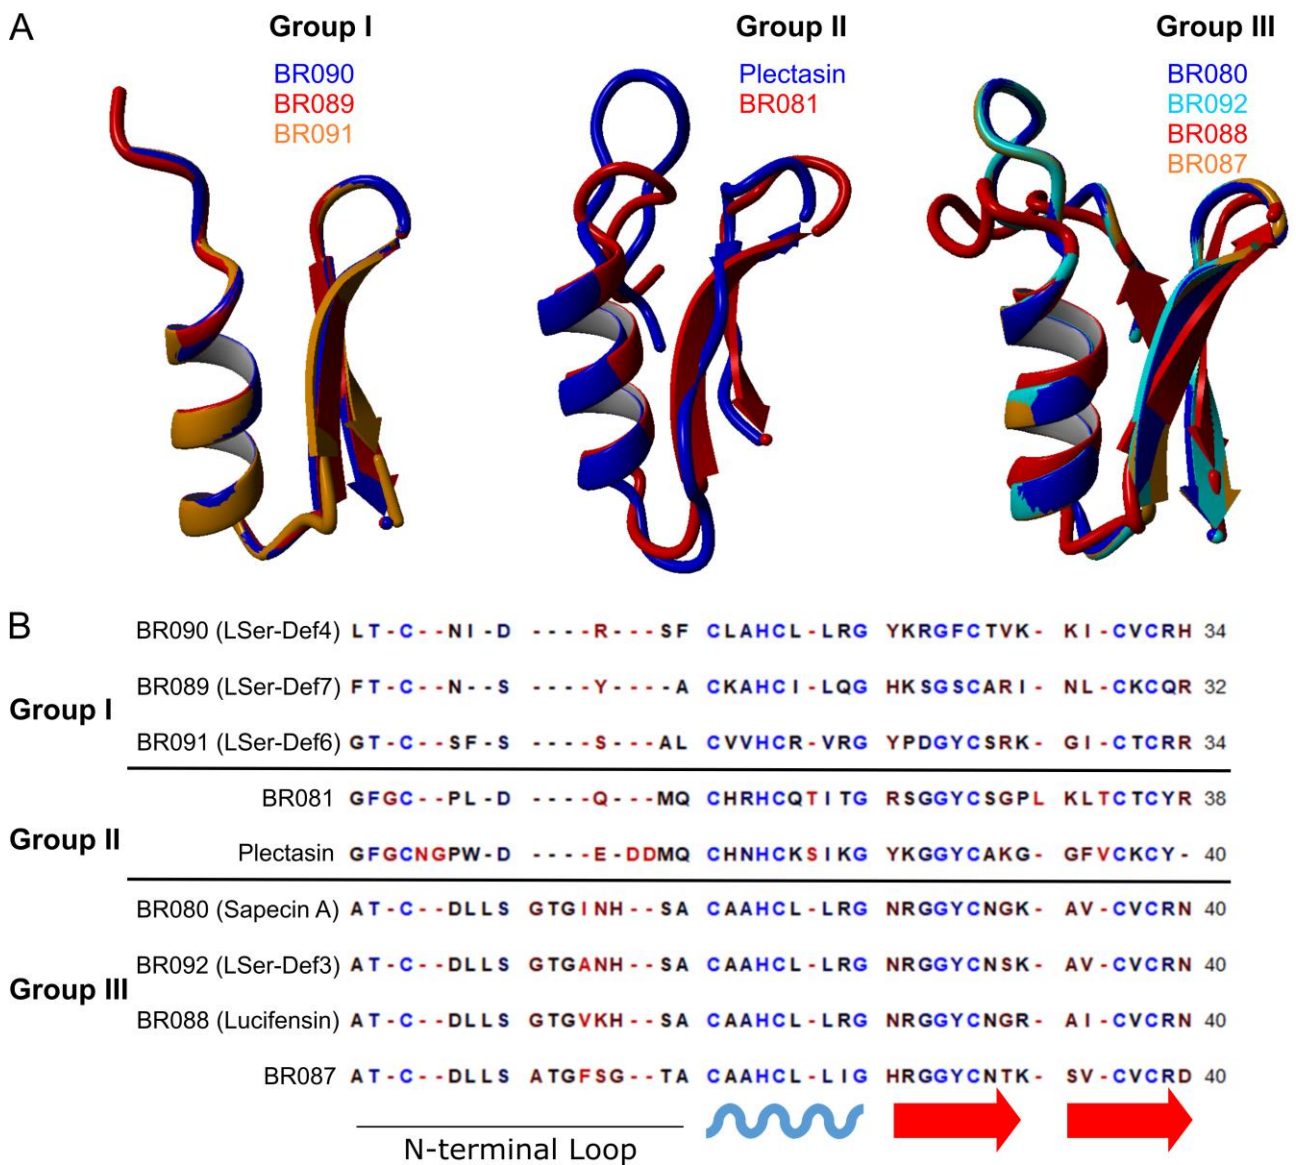 A
Group I
Group II
Group III
BR090
BR089
BR091
Plectasin
BR081
BR080
BR092
BR088
BR087
B
Group I
BR090 (LSer-Def4) LT-C--NI-D ----R---SF CLAHCL-LRG YKRGFCTVK- KI-CVCRH 34
BR089 (LSer-Def7) FT-C--N--S ----Y----A CKAHCI-LQG HKSGSCARI- NL-CKCQR 32
BR091 (LSer-Def6) GT-C--SF-S ----S---AL CVVHCR-VRG YPDGYCSRK- GI-CTCRR 34
Group II
BR081 GFGC--PL-D ----Q---MQ CHRHCQTITG RSGGYCSGPL KLTCTCYR 38
Plectasin GFGCNGPW-D ----E-DDMQ CHNHCKSIKG YKGGYCAKG- GFVCKCY- 40
Group III
BR080 (Sapecin A) AT-C--DLLS GTGINH--SA CAAHCL-LRG NRGGYCNGK- AV-CVCRN 40
BR092 (LSer-Def3) AT-C--DLLS GTGANH--SA CAAHCL-LRG NRGGYCNSK- AV-CVCRN 40
BR088 (Lucifensin) AT-C--DLLS GTGVKH--SA CAAHCL-LRG NRGGYCNGR- AI-CVCRN 40
BR087 AT-C--DLLS ATGFSG--TA CAAHCL-LIG HRGGYCNTK- SV-CVCRD 40
N-terminal Loop